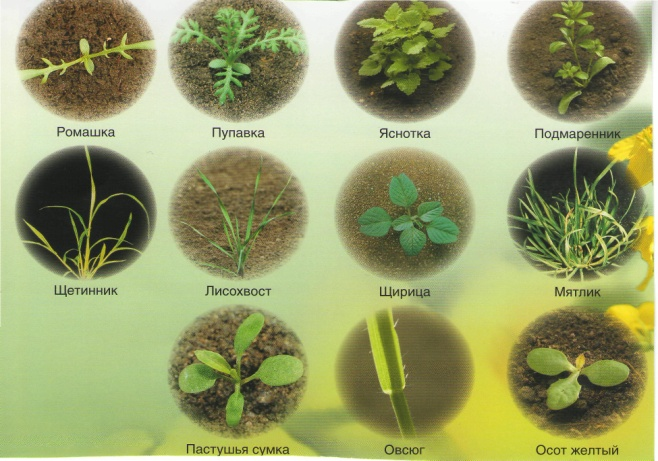 Ромашка
Пупавка
Яснотка
Подмаренник
Щетинник
Лисохвост
Щирица
Мятлик
Пастушья сумка
Овсюг
Осот желтый